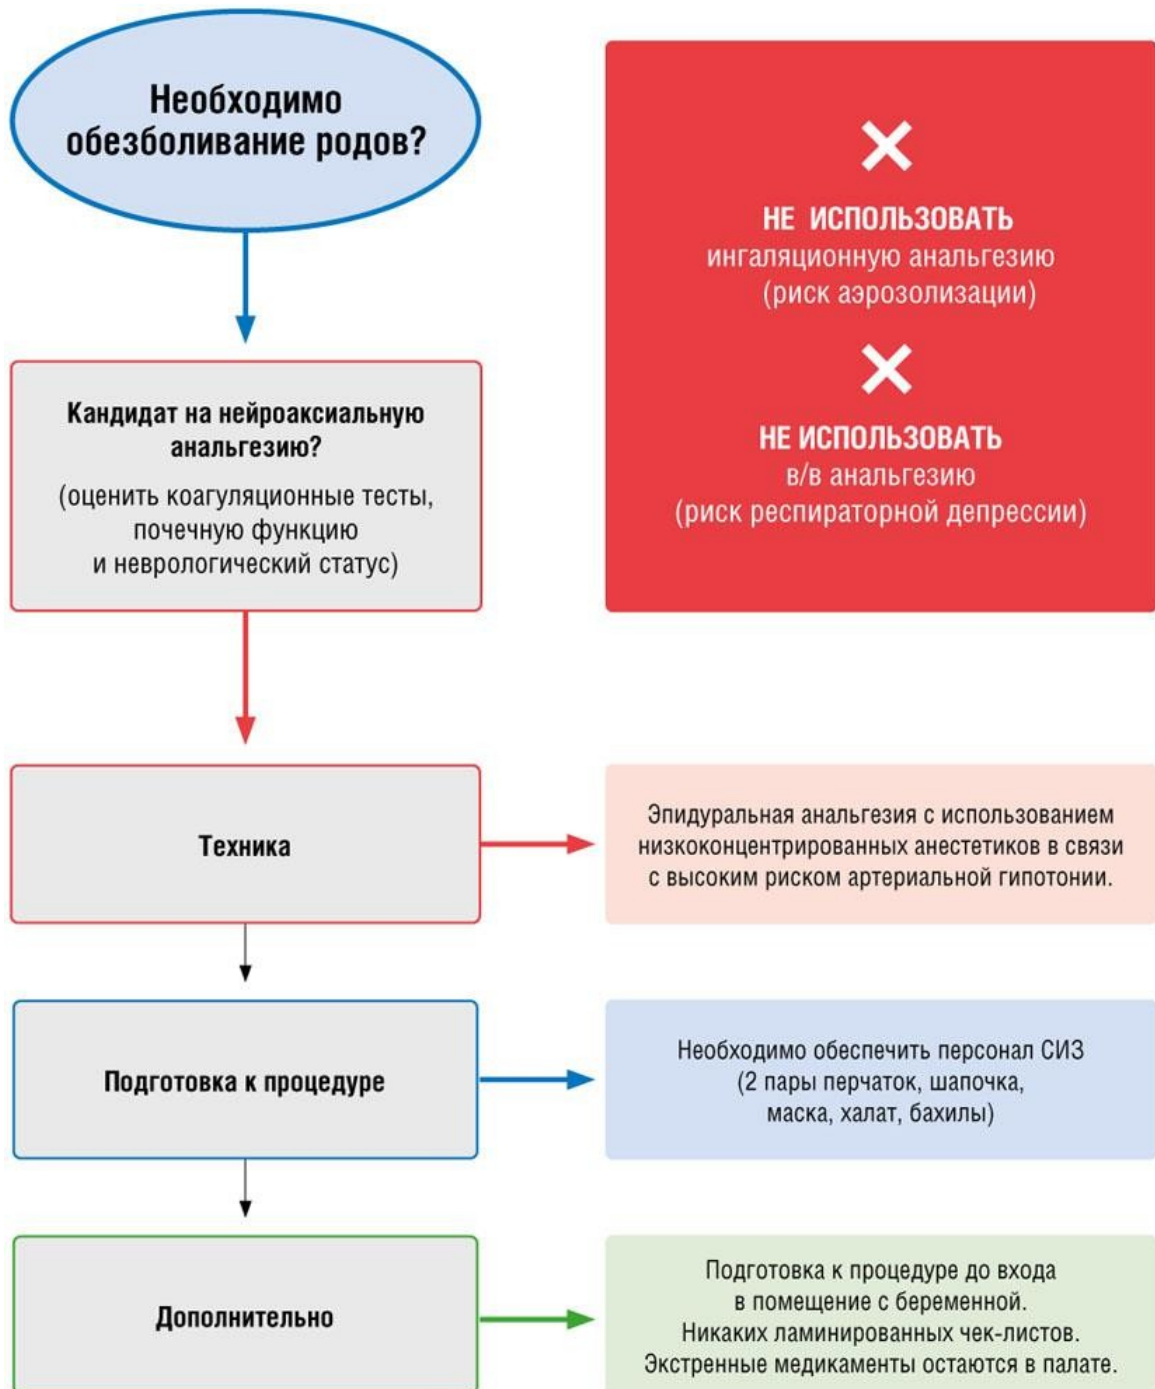 Необходимо
обезболивание родов?
НЕ ИСПОЛЬЗОВАТЬ
ингаляционную анальгезию
(риск аэрозолизации)
НЕ ИСПОЛЬЗОВАТЬ
в/в анальгезию
(риск респираторной депрессии)
Кандидат на нейроаксиальную
анальгезию?
(оценить коагуляционные тесты,
почечную функцию
и неврологический статус)
Техника
Эпидуральная анальгезия с использованием
низкоконцентрированных анестетиков в связи
с высоким риском артериальной гипотонии.
Подготовка к процедуре
Необходимо обеспечить персонал СИЗ
(2 пары перчаток, шапочка,
маска, халат, бахилы)
Дополнительно
Подготовка к процедуре до входа
в помещение с беременной.
Никаких ламинированных чек-листов.
Экстренные медикаменты остаются в палате.